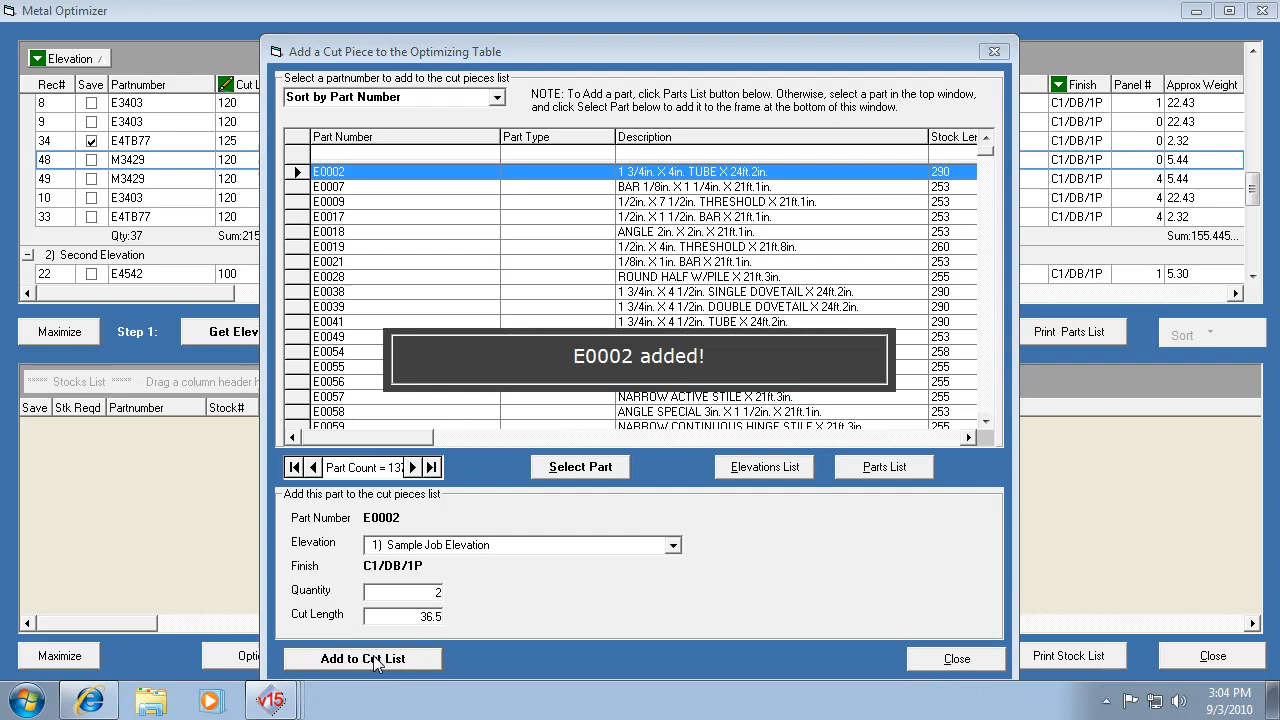 Metal Optimizer
Elevation
Rec# Save Partnumber Cut L
8 E3403 120
9 E3403 120
34 E4TB77 125
48 M3429 120
49 M3429 120
10 E3403 120
33 E4TB77 120
Qty:37 Sum:215
2) Second Elevation
22 E4542 100
Maximize Step 1: Get Elev
***** Stocks List ***** Drag a column header h
Save Stk Reqd Partnumber Stock#
Maximize Opti
Add a Cut Piece to the Optimizing Table
Select a partnumber to add to the cut pieces list
Sort by Part Number
NOTE: To Add a part, click Parts List button below. Otherwise, select a part in the top window,
and click Select Part below to add it to the frame at the bottom of this window.
Part Number Part Type Description Stock Ler
E0002 1 3/4in. X 4in. TUBE X 24ft.2in. 290
E0007 BAR 1/8in. X 1 1/4in. X 21ft.1in. 253
E0009 1/2in. X 7 1/2in. THRESHOLD X 21ft.1in. 253
E0017 1/2in. X 1 1/2in. BAR X 21ft.1in. 253
E0018 ANGLE 2in. X 2in. X 21ft.1in. 253
E0019 1/2in. X 4in. THRESHOLD X 21ft.8in. 260
E0021 1/8in. X 1in. BAR X 21ft.1in. 253
E0028 ROUND HALF W/PILE X 21ft.3in. 255
E0038 1 3/4in. X 4 1/2in. SINGLE DOVETAIL X 24ft.2in. 290
E0039 1 3/4in. X 4 1/2in. DOUBLE DOVETAIL X 24ft.2in. 290
E0041 1 3/4in. X 4 1/2in. TUBE X 24ft.2in. 290
E0049 253
E0054 258
E0055 255
E0056 255
E0057 NARROW ACTIVE STILE X 21ft.3in. 255
E0058 ANGLE SPECIAL 3in. X 1 1/2in. X 21ft.1in. 253
E0059 NARROW CONTINUOUS HINGE STILE X 21ft.3in. 255
E0002 added!
Part Count = 13
Select Part Elevations List Parts List
Add this part to the cut pieces list
Part Number E0002
Elevation 1) Sample Job Elevation
Finish C1/DB/1P
Quantity 2
Cut Length 36.5
Add to Cut List Close
Finish Panel # Approx Weight
C1/DB/1P 1 22.43
C1/DB/1P 0 22.43
C1/DB/1P 0 2.32
C1/DB/1P 0 5.44
C1/DB/1P 4 5.44
C1/DB/1P 4 22.43
C1/DB/1P 4 2.32
Sum:155.445...
C1/DB/1P 1 5.30
Print Parts List Sort
Print Stock List Close
v15
3:04 PM
9/3/2010